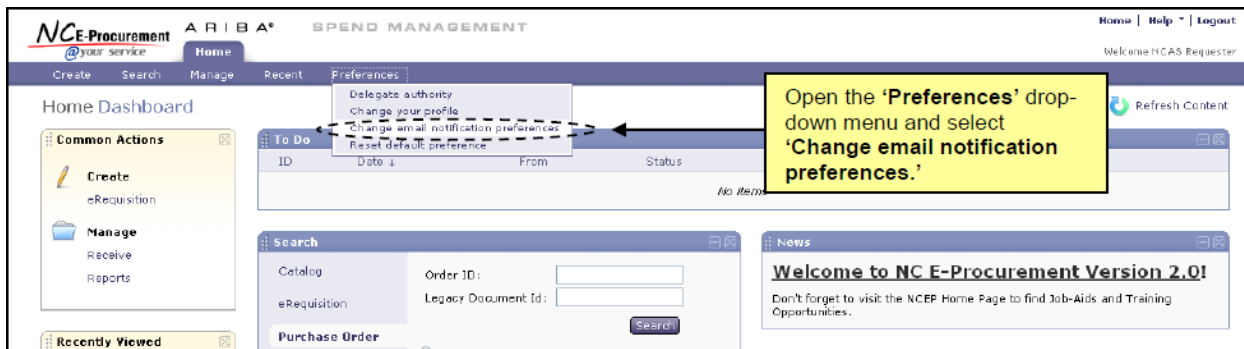 NCE-Procurement
@your service
ARIBA® SPEND MANAGEMENT
Home | Help | Logout
Home
Welcome NCAS Requester
Create Search Manage Recent Preferences
Delegate authority
Change your profile
Change email notification preferences
Reset default preference
Open the ‘Preferences’ drop-
down menu and select
‘Change email notification
preferences.’
Home Dashboard
Refresh Content
Common Actions
Create
eRequisition
Manage
Receive
Reports
Recently Viewed
To Do
ID Date ↓ From Status
No items
Search
Catalog
eRequisition
Purchase Order
Order ID:
Legacy Document Id:
Search
News
Welcome to NC E-Procurement Version 2.0!
Don't forget to visit the NCEP Home Page to find Job-Aids and Training
Opportunities.